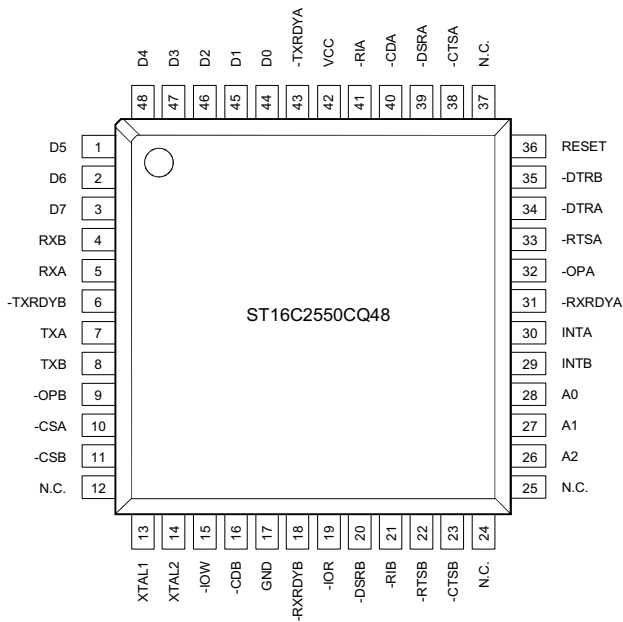 D4 D3 D2 D1 D0 -TXRDYA VCC -RIA -CDA -DSRA -CTSA N.C.
48 47 46 45 44 43 42 41 40 39 38 37
D5 1 36 RESET
D6 2 35 -DTRB
D7 3 34 -DTRA
RXB 4 33 -RTSA
RXA 5 32 -OPA
-TXRDYB 6 31 -RXRDYA
ST16C2550CQ48
TXA 7 30 INTA
TXB 8 29 INTB
-OPB 9 28 A0
-CSA 10 27 A1
-CSB 11 26 A2
N.C. 12 25 N.C.
13 14 15 16 17 18 19 20 21 22 23 24
XTAL1 XTAL2 -IOW -CDB GND -RXRDYB -IOR -DSRB -RIB -RTSB -CTSB N.C.